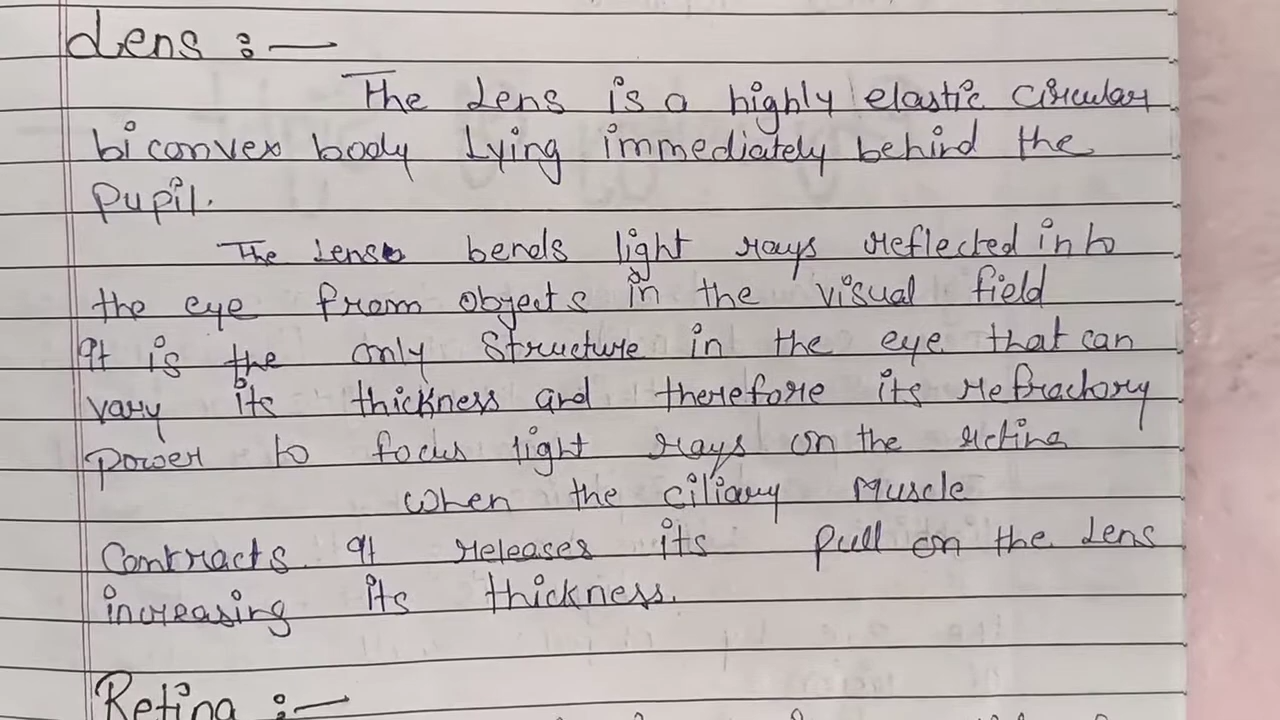 Lens :—
The Lens is a highly elastic circular
biconvex body Lying immediately behind the
Pupil.
The Lens bends light rays reflected into
the eye from objects in the visual field
It is the only Structure in the eye that can
vary its thickness and therefore its refractory
Power to focus light rays on the retina
When the ciliary Muscle
Contracts It releases its pull on the Lens
increasing its thickness.
Retina :—